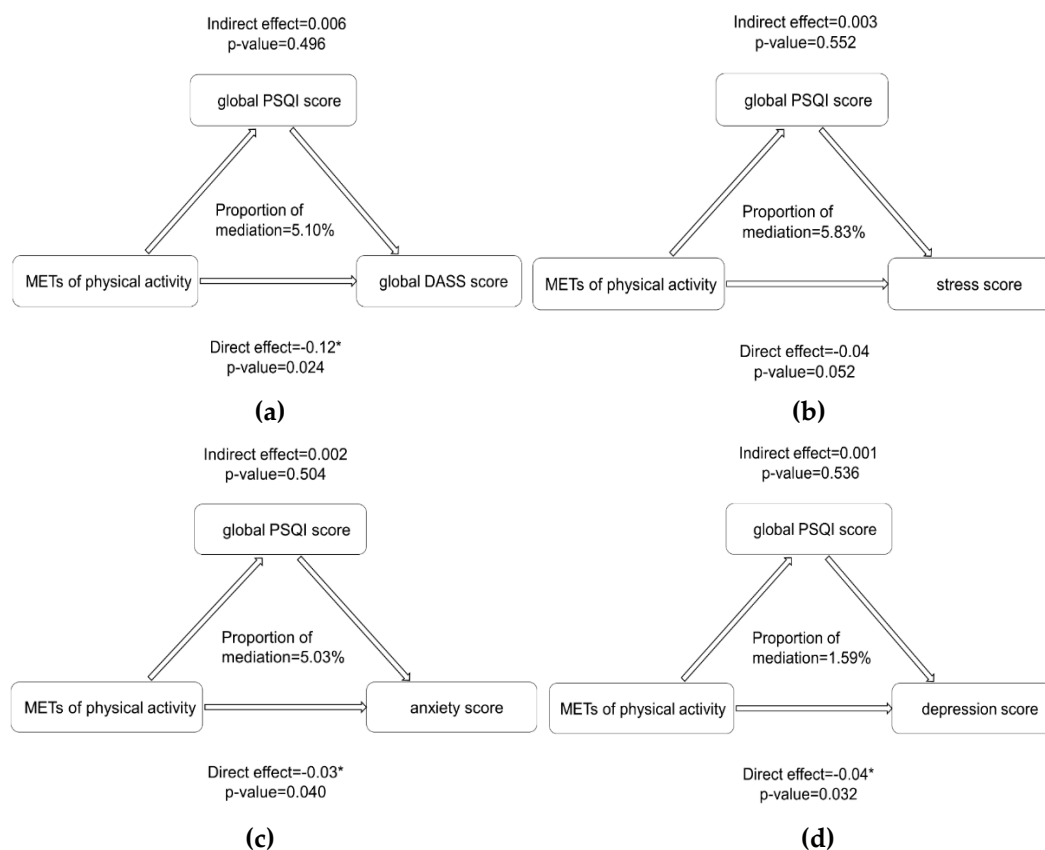 Indirect effect=0.006
p-value=0.496
global PSQI score
Proportion of
mediation=5.10%
METs of physical activity
global DASS score
Direct effect=-0.12*
p-value=0.024
(a)
Indirect effect=0.003
p-value=0.552
global PSQI score
Proportion of
mediation=5.83%
METs of physical activity
stress score
Direct effect=-0.04
p-value=0.052
(b)
Indirect effect=0.002
p-value=0.504
global PSQI score
Proportion of
mediation=5.03%
METs of physical activity
anxiety score
Direct effect=-0.03*
p-value=0.040
(c)
Indirect effect=0.001
p-value=0.536
global PSQI score
Proportion of
mediation=1.59%
METs of physical activity
depression score
Direct effect=-0.04*
p-value=0.032
(d)